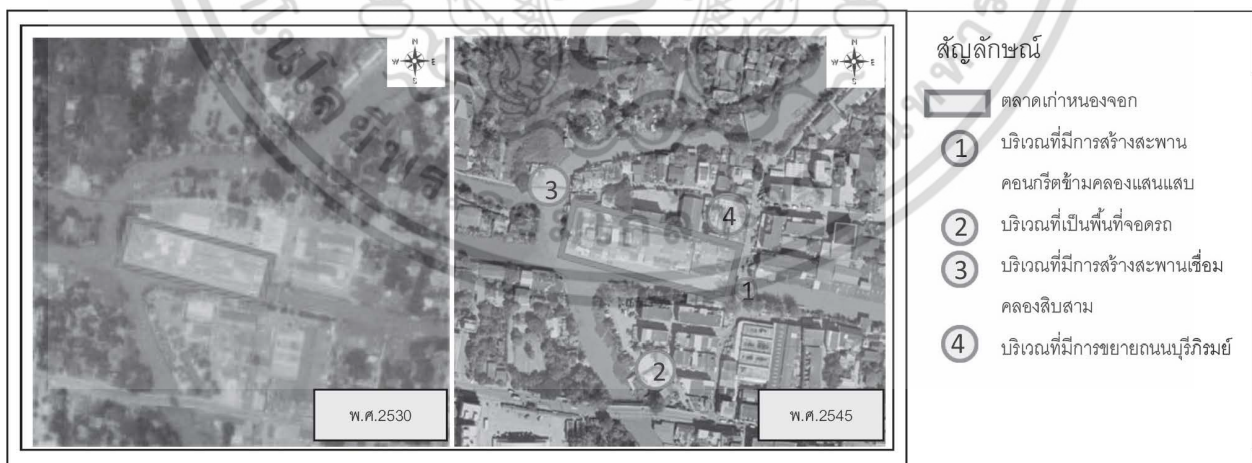 N
W E
S
N
W E
S
3
4
1
2
พ.ศ.2530
พ.ศ.2545
สัญลักษณ์
ตลาดเก่าหนองจอก
1 บริเวณที่มีการสร้างสะพาน
คอนกรีตข้ามคลองแสนแสบ
2 บริเวณที่เป็นพื้นที่จอดรถ
3 บริเวณที่มีการสร้างสะพานเชื่อม
คลองสิบสาม
4 บริเวณที่มีการขยายถนนบุรีภิรมย์